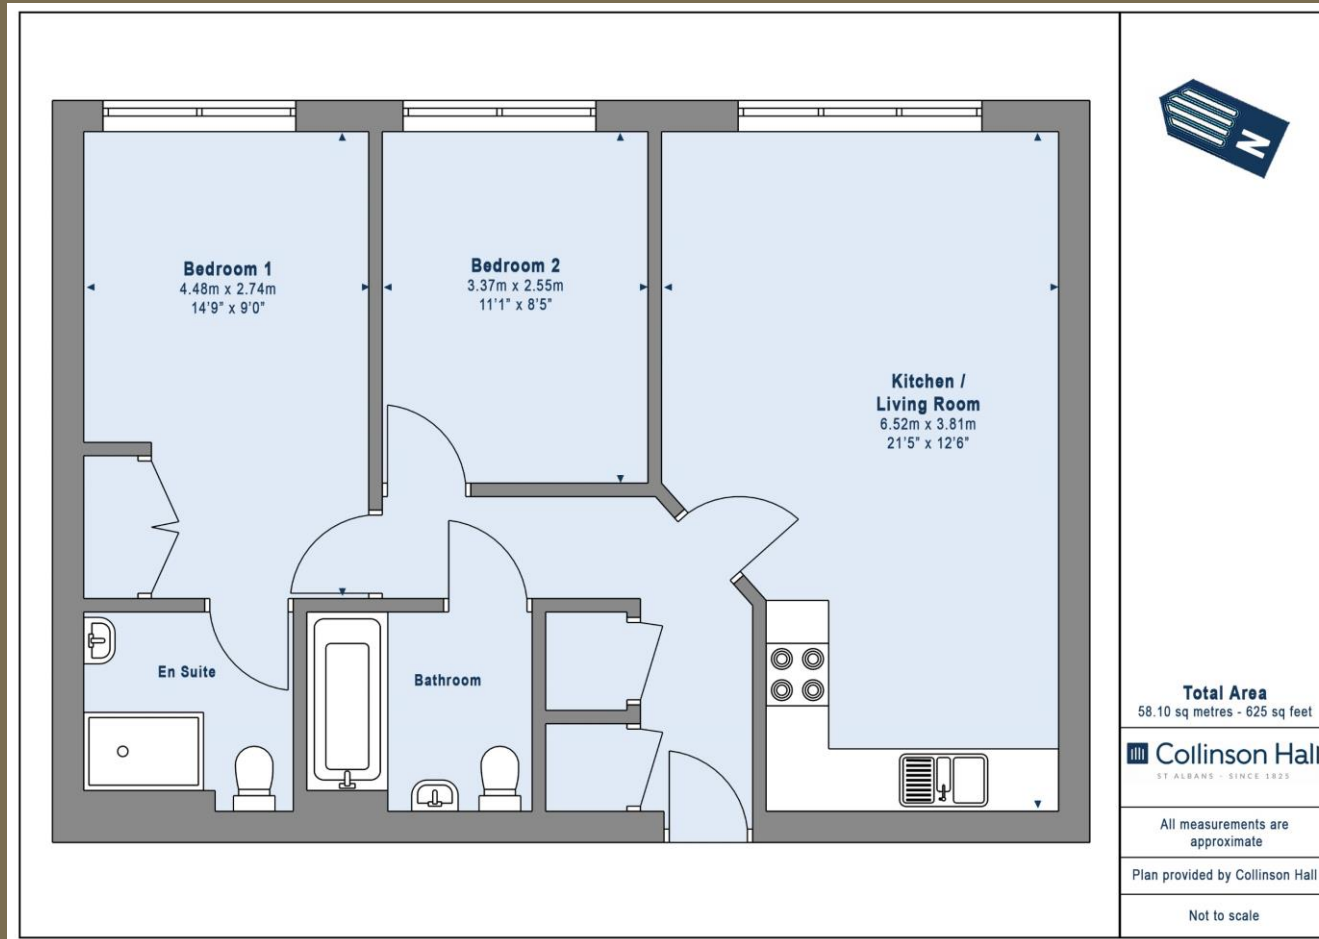 N
Bedroom 1
4.48m x 2.74m
14'9" x 9'0"
Bedroom 2
3.37m x 2.55m
11'1" x 8'5"
Kitchen /
Living Room
6.52m x 3.81m
21'5" x 12'6"
En Suite
Bathroom
Total Area
58.10 sq metres - 625 sq feet
Collinson Hall
ST ALBANS - SINCE 1825
All measurements are
approximate
Plan provided by Collinson Hall
Not to scale